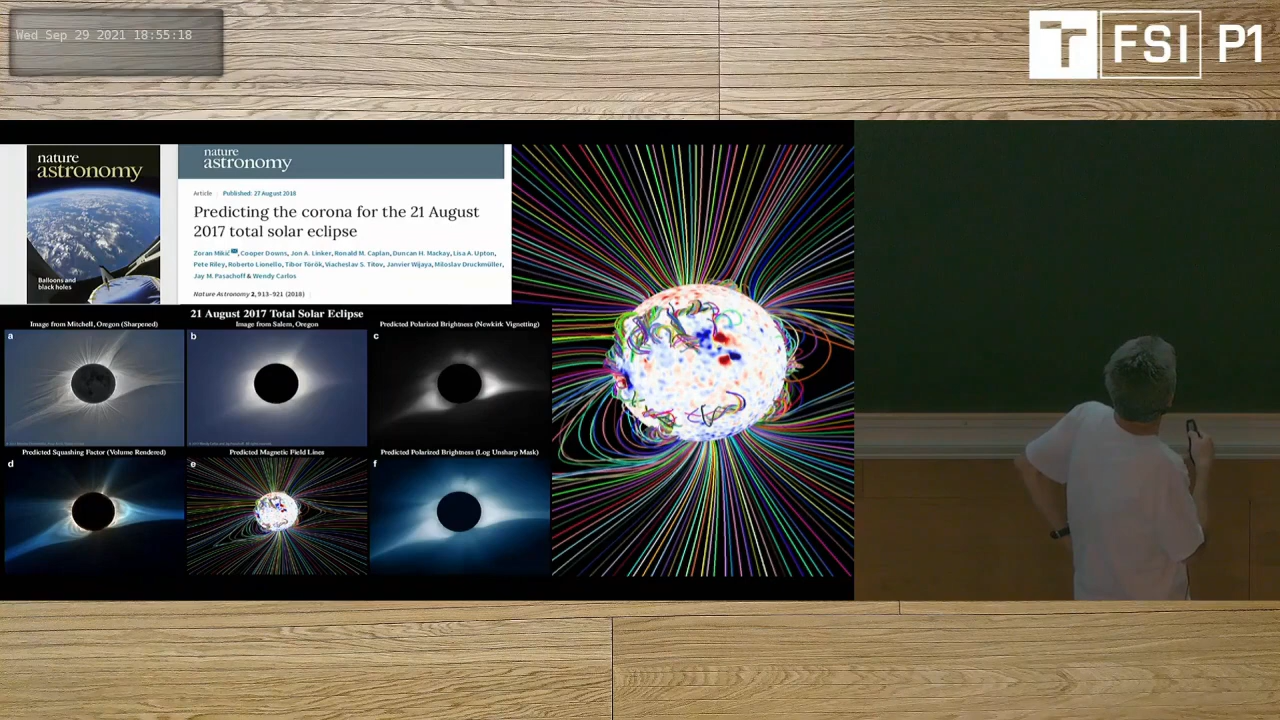 Wed Sep 29 2021 18:55:18
T FSI P1
nature
astronomy
Balloons and
black holes
nature
astronomy
Article | Published: 27 August 2018
Predicting the corona for the 21 August
2017 total solar eclipse
Zoran Mikić, Cooper Downs, Jon A. Linker, Ronald M. Caplan, Duncan H. Mackay, Lisa A. Upton,
Pete Riley, Roberto Lionello, Tibor Török, Viacheslav S. Titov, Janvier Wijaya, Miloslav Druckmüller,
Jay M. Pasachoff & Wendy Carlos
Nature Astronomy 2, 913–921 (2018)
21 August 2017 Total Solar Eclipse
Image from Mitchell, Oregon (Sharpened)
Image from Salem, Oregon
Predicted Polarized Brightness (Newkirk Vignetting)
a
b
c
Predicted Squashing Factor (Volume Rendered)
Predicted Magnetic Field Lines
Predicted Polarized Brightness (Log Unsharp Mask)
d
e
f